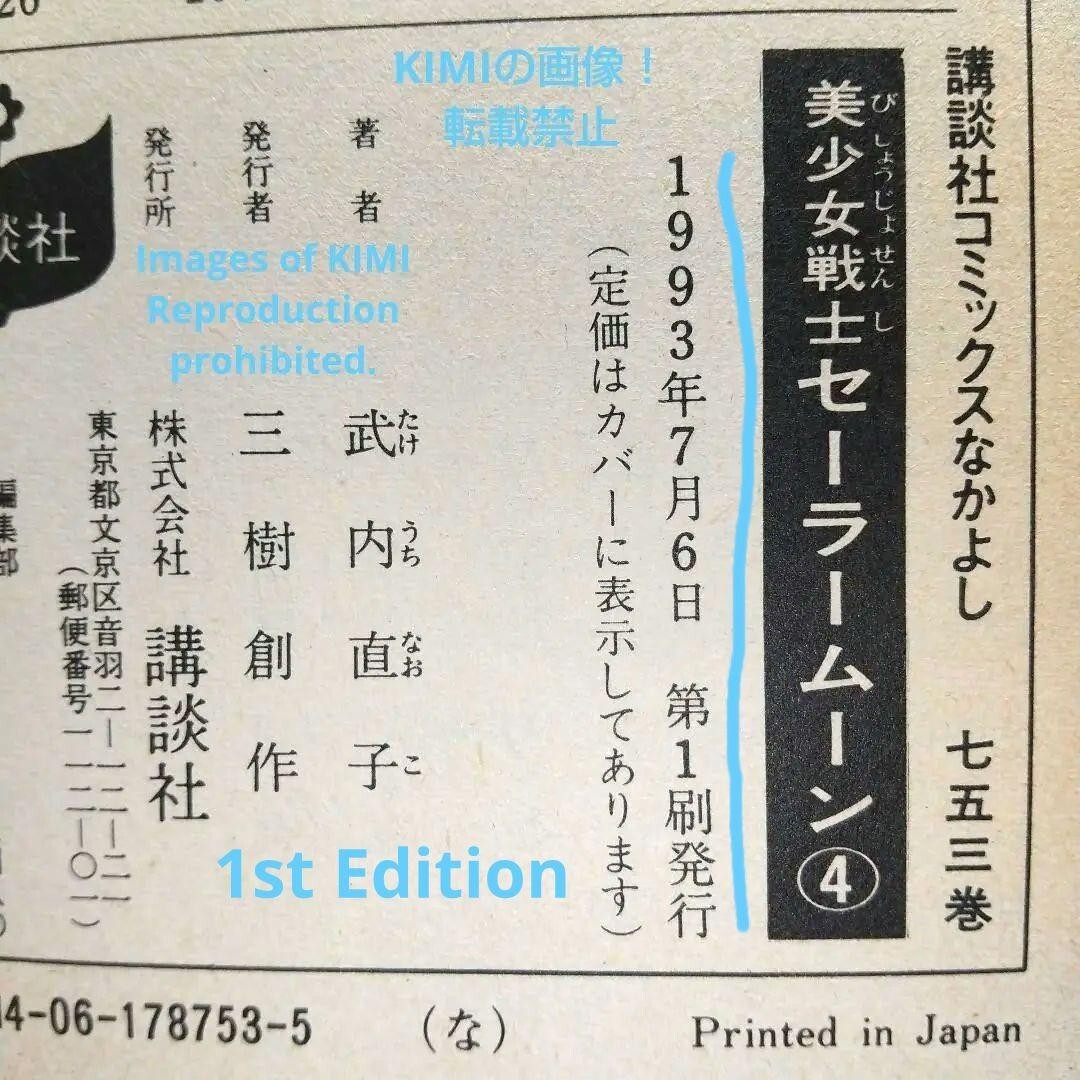 講談社コミックスなかよし 七五三巻
美少女戦士セーラームーン④
びしょうじょせんし
1993年7月6日 第1刷発行
(定価はカバーに表示してあります)
著者 武内直子
たけうちなおこ
発行者 三樹創作
発行所 株式会社 講談社
東京都文京区音羽二-一二-二一
(郵便番号一一二-〇一)
編集部
談社
KIMIの画像！
転載禁止
Images of KIMI
Reproduction
prohibited.
1st Edition
4-06-178753-5 (な) Printed in Japan